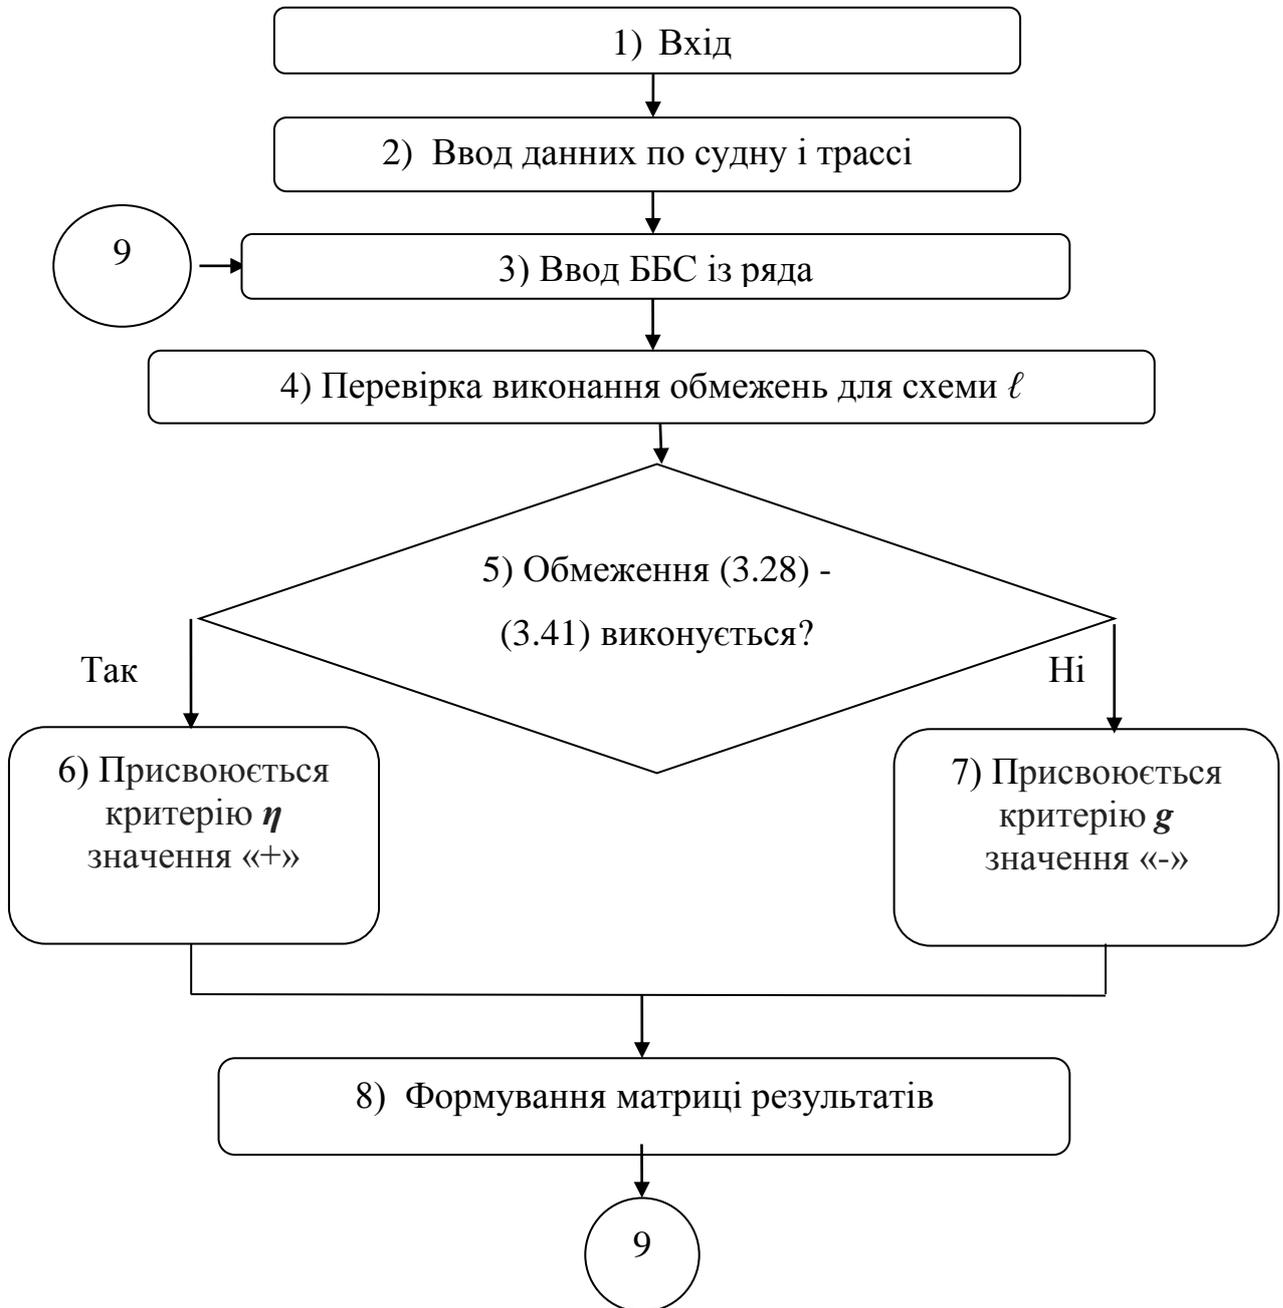 1) Вхід
2) Ввод данних по судну і трассі
9
3) Ввод ББС із ряда
4) Перевірка виконання обмежень для схеми ℓ
5) Обмеження (3.28) -
(3.41) виконується?
Так
Ні
6) Присвоюється
критерію η
значення «+»
7) Присвоюється
критерію g
значення «-»
8) Формування матриці результатів
9